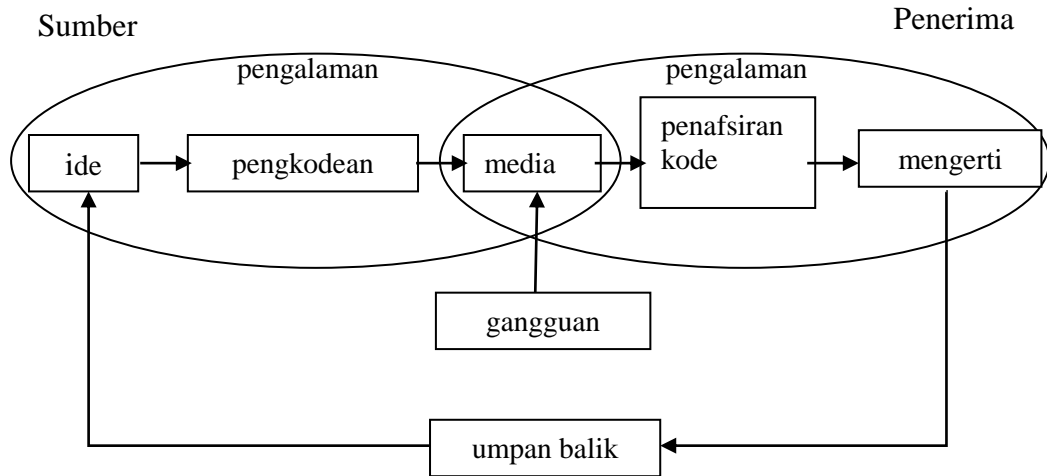 Sumber
Penerima
pengalaman
pengalaman
ide
pengkodean
media
penafsiran
kode
mengerti
gangguan
umpan balik